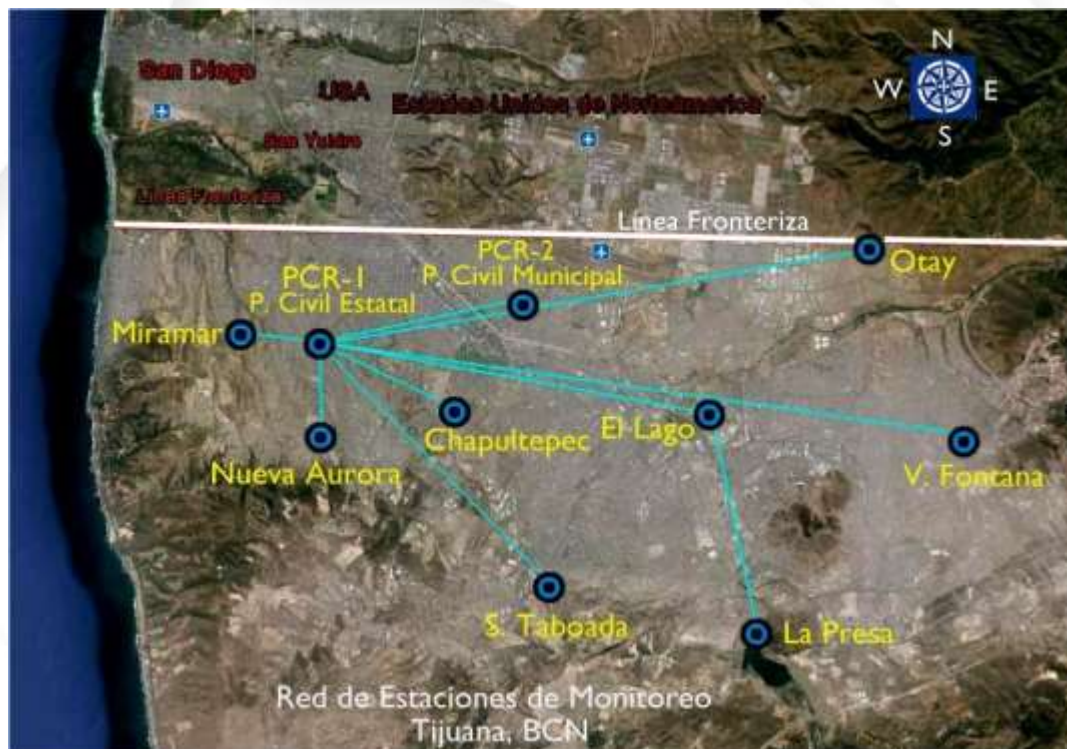 N
San Diego
USA
W E
Estados Unidos de Norteamerica
S
San Ysidro
Linea Fronteriza
Linea Fronteriza
PCR-2
P. Civil Municipal
Otay
PCR-1
P. Civil Estatal
Miramar
Chapultepec
El Lago
Nueva Aurora
V. Fontana
S. Taboada
La Presa
Red de Estaciones de Monitoreo
Tijuana, BCN